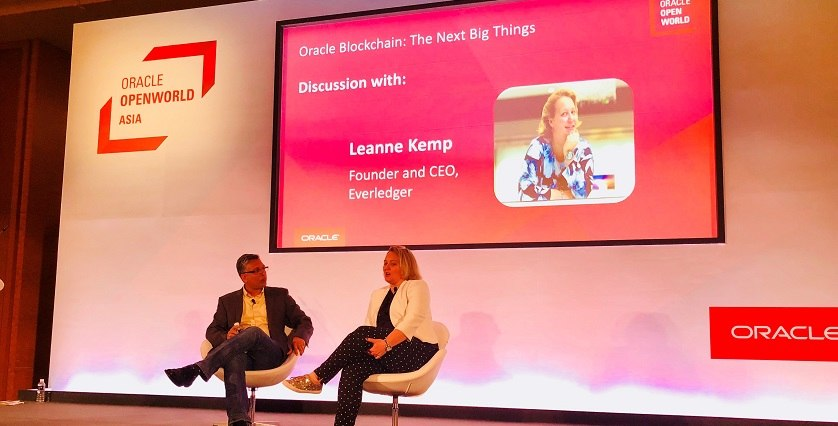 ORACLE
OPENWORLD
ASIA
ORACLE
OPEN
WORLD
Oracle Blockchain: The Next Big Things
Discussion with:
Leanne Kemp
Founder and CEO,
Everledger
ORACLE
ORACLE